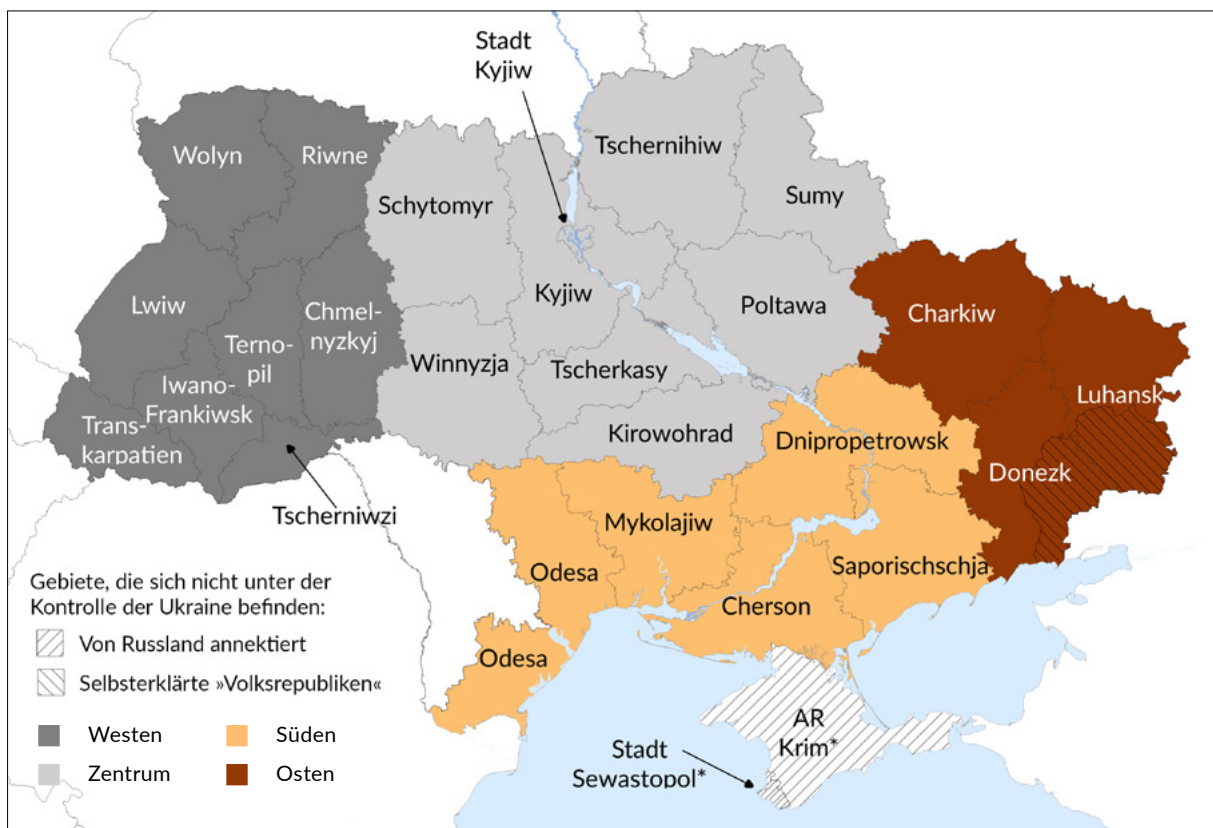 Stadt
Kyjiw
Wolyn
Riwne
Tschernihiw
Schytomyr
Sumy
Lwiw
Kyjiw
Poltawa
Charkiw
Chmel-
nyzkyj
Terno-
pil
Winnyzja
Tscherkasy
Iwano-
Frankiwsk
Luhansk
Trans-
karpatien
Kirowohrad
Dnipropetrowsk
Donezk
Tscherniwzi
Mykolajiw
Odesa
Saporischschja
Cherson
Odesa
AR
Krim*
Stadt
Sewastopol*
Gebiete, die sich nicht unter der
Kontrolle der Ukraine befinden:
Von Russland annektiert
Selbsterklärte »Volksrepubliken«
Westen
Süden
Zentrum
Osten